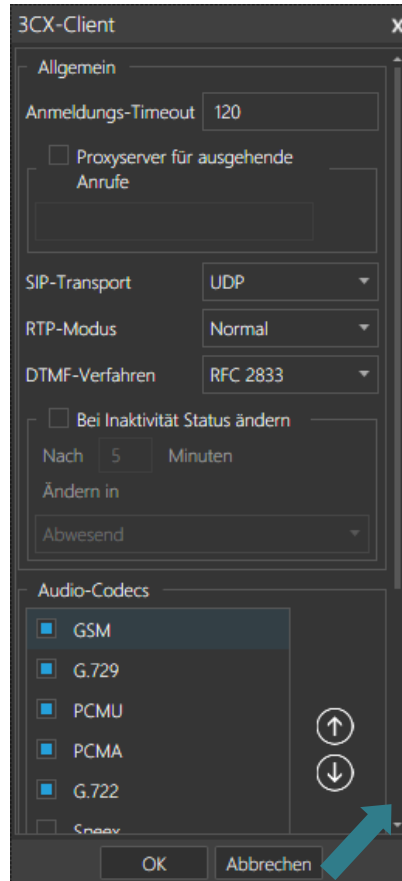 3CX-Client x
Allgemein
Anmeldungs-Timeout 120
Proxyserver für ausgehende
Anrufe
SIP-Transport UDP
RTP-Modus Normal
DTMF-Verfahren RFC 2833
Bei Inaktivität Status ändern
Nach 5 Minuten
Ändern in
Abwesend
Audio-Codecs
GSM
G.729
PCMU
PCMA
G.722
Speex
OK Abbrechen